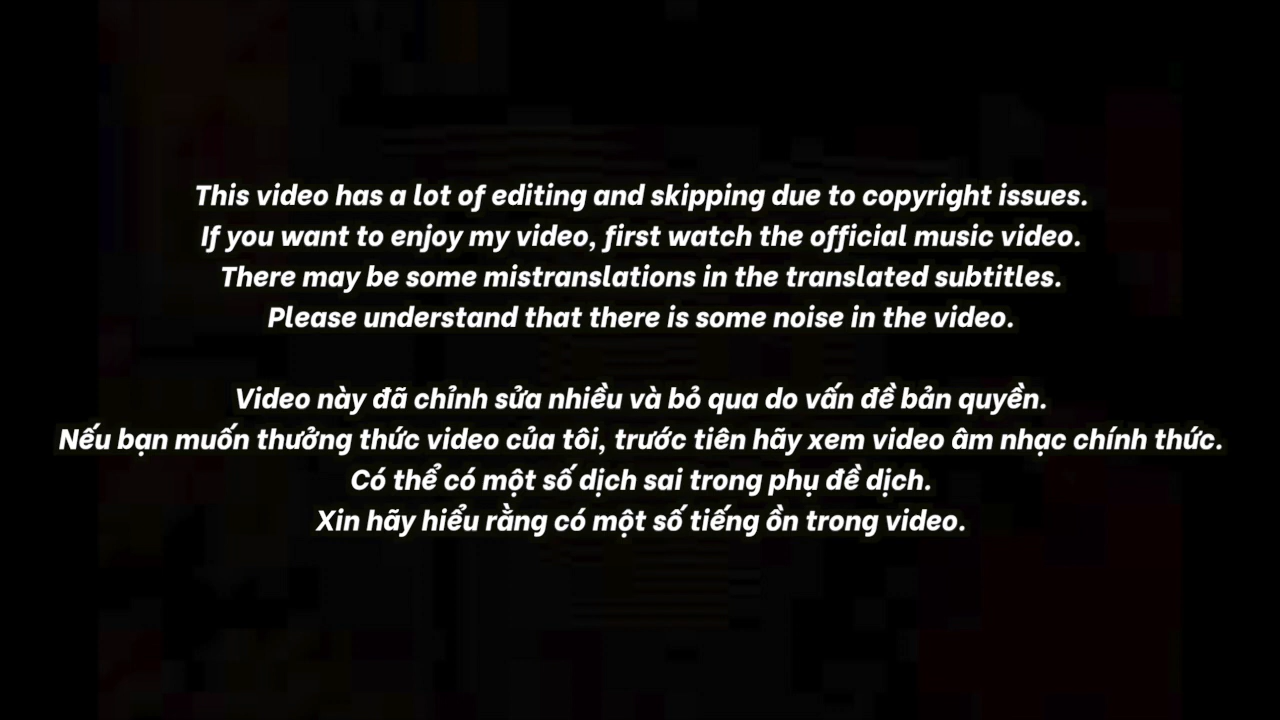 This video has a lot of editing and skipping due to copyright issues.
If you want to enjoy my video, first watch the official music video.
There may be some mistranslations in the translated subtitles.
Please understand that there is some noise in the video.
Video này đã chỉnh sửa nhiều và bỏ qua do vấn đề bản quyền.
Nếu bạn muốn thưởng thức video của tôi, trước tiên hãy xem video âm nhạc chính thức.
Có thể có một số dịch sai trong phụ đề dịch.
Xin hãy hiểu rằng có một số tiếng ồn trong video.